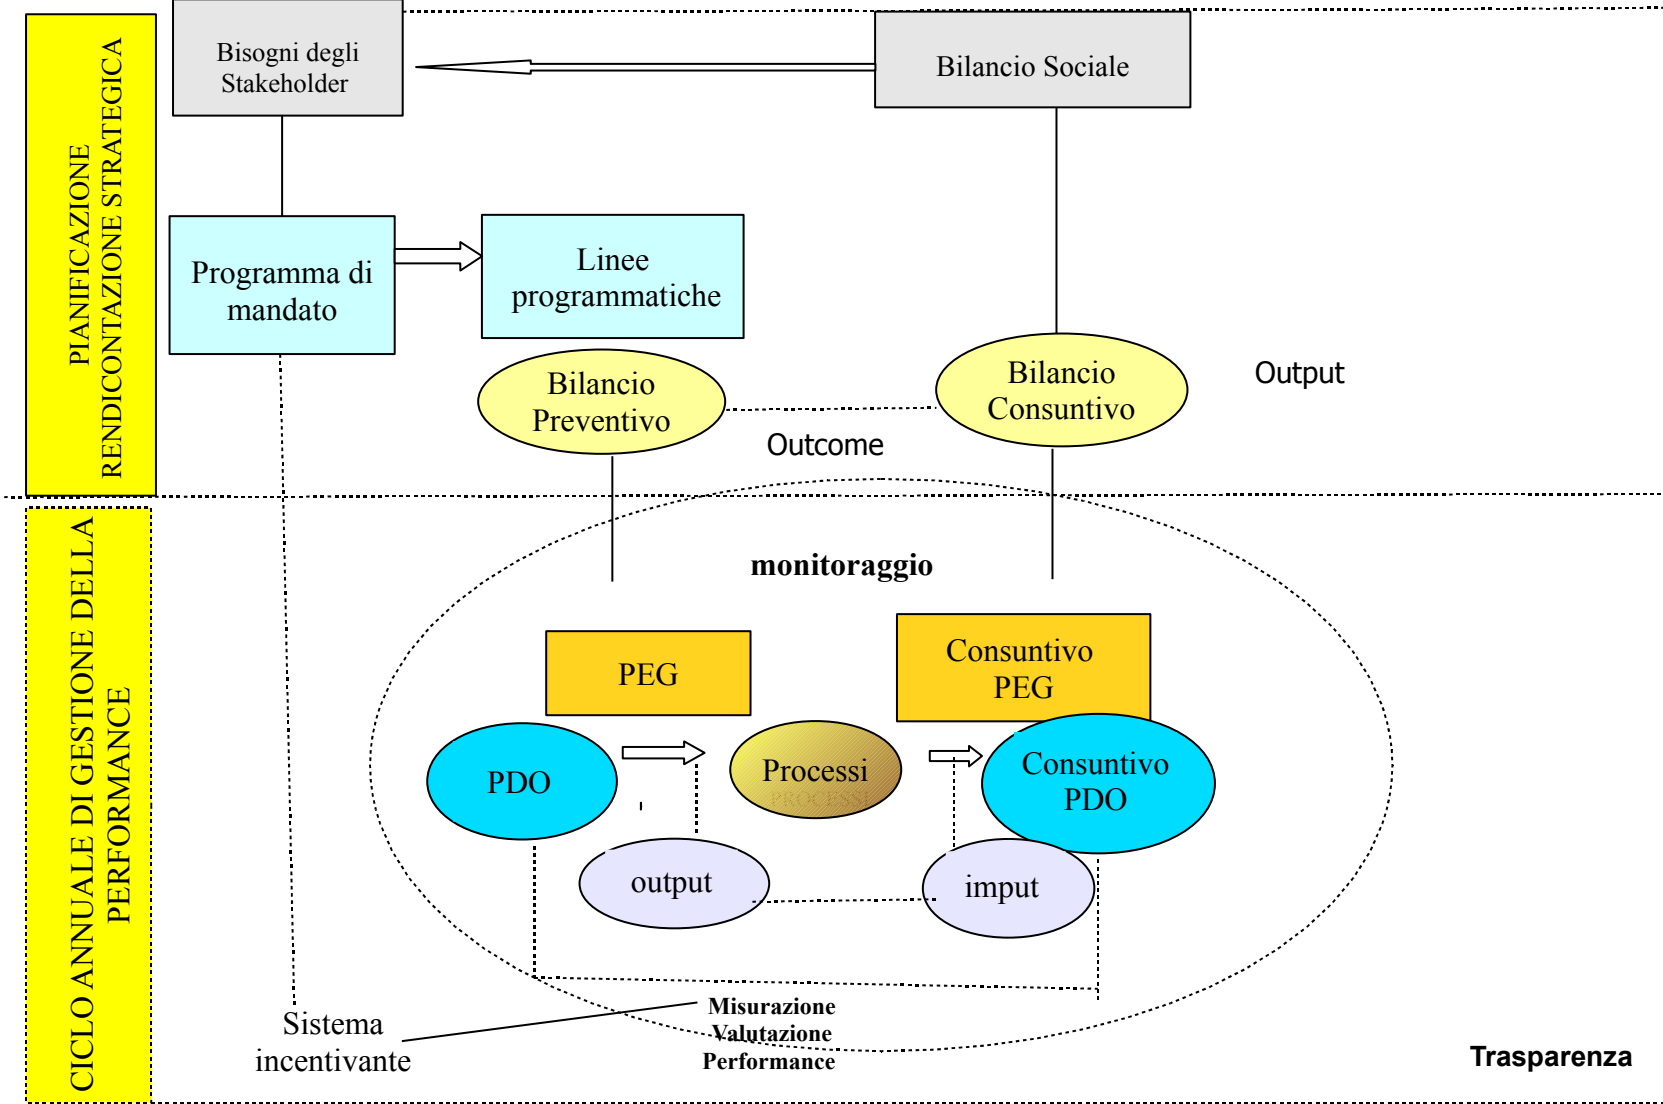 PIANIFICAZIONE
RENDICONTAZIONE STRATEGICA
Bisogni degli
Stakeholder
Bilancio Sociale
Programma di
mandato
Linee
programmatiche
Bilancio
Preventivo
Bilancio
Consuntivo
Output
Outcome
CICLO ANNUALE DI GESTIONE DELLA
PERFORMANCE
monitoraggio
PEG
Consuntivo
PEG
PDO
Processi
PROCESSI
Consuntivo
PDO
output
imput
Misurazione
Valutazione
Performance
Sistema
incentivante
Trasparenza